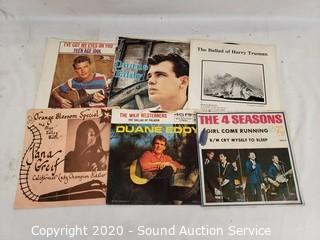 I'VE GOT MY EYES ON YOU
TEEN AGE IDOL
Duane
Eddy
The Ballad of Harry Truman
Orange Blossom Special
Jana
Greif
California's Lady Champion Fiddler
THE WILD WESTERNERS
THE BALLAD OF PALADIN
DUANE EDDY
THE 4 SEASONS
GIRL COME RUNNING
B/W CRY MYSELF TO SLEEP
Copyright 2020 - Sound Auction Service